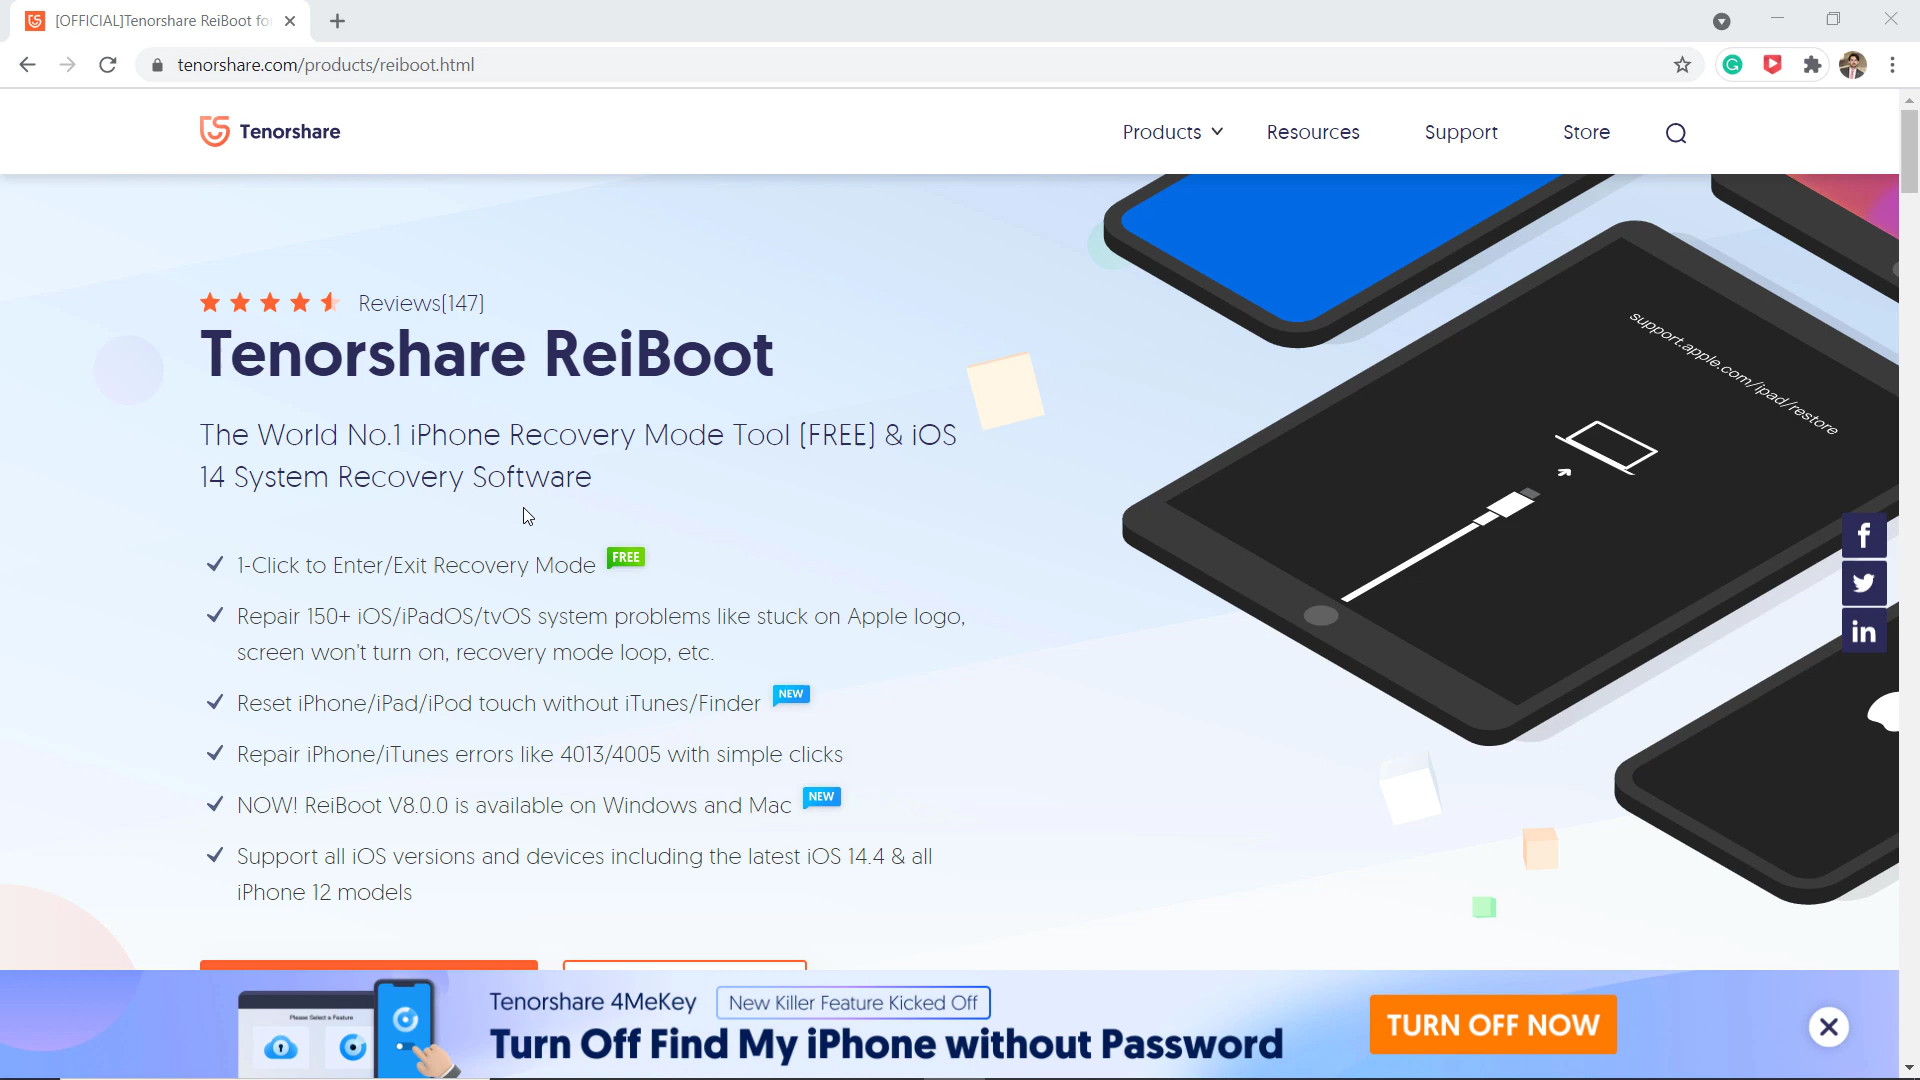 [OFFICIAL]Tenorshare ReiBoot fo
tenorshare.com/products/reiboot.html
Tenorshare
Products
Resources
Support
Store
Reviews(147)
Tenorshare ReiBoot
The World No.1 iPhone Recovery Mode Tool (FREE) & iOS
14 System Recovery Software
1-Click to Enter/Exit Recovery Mode FREE
Repair 150+ iOS/iPadOS/tvOS system problems like stuck on Apple logo,
screen won't turn on, recovery mode loop, etc.
Reset iPhone/iPad/iPod touch without iTunes/Finder NEW
Repair iPhone/iTunes errors like 4013/4005 with simple clicks
NOW! ReiBoot V8.0.0 is available on Windows and Mac NEW
Support all iOS versions and devices including the latest iOS 14.4 & all
iPhone 12 models
support.apple.com/ipad/restore
f
in
Please Select a Feature
Tenorshare 4MeKey New Killer Feature Kicked Off
Turn Off Find My iPhone without Password
TURN OFF NOW